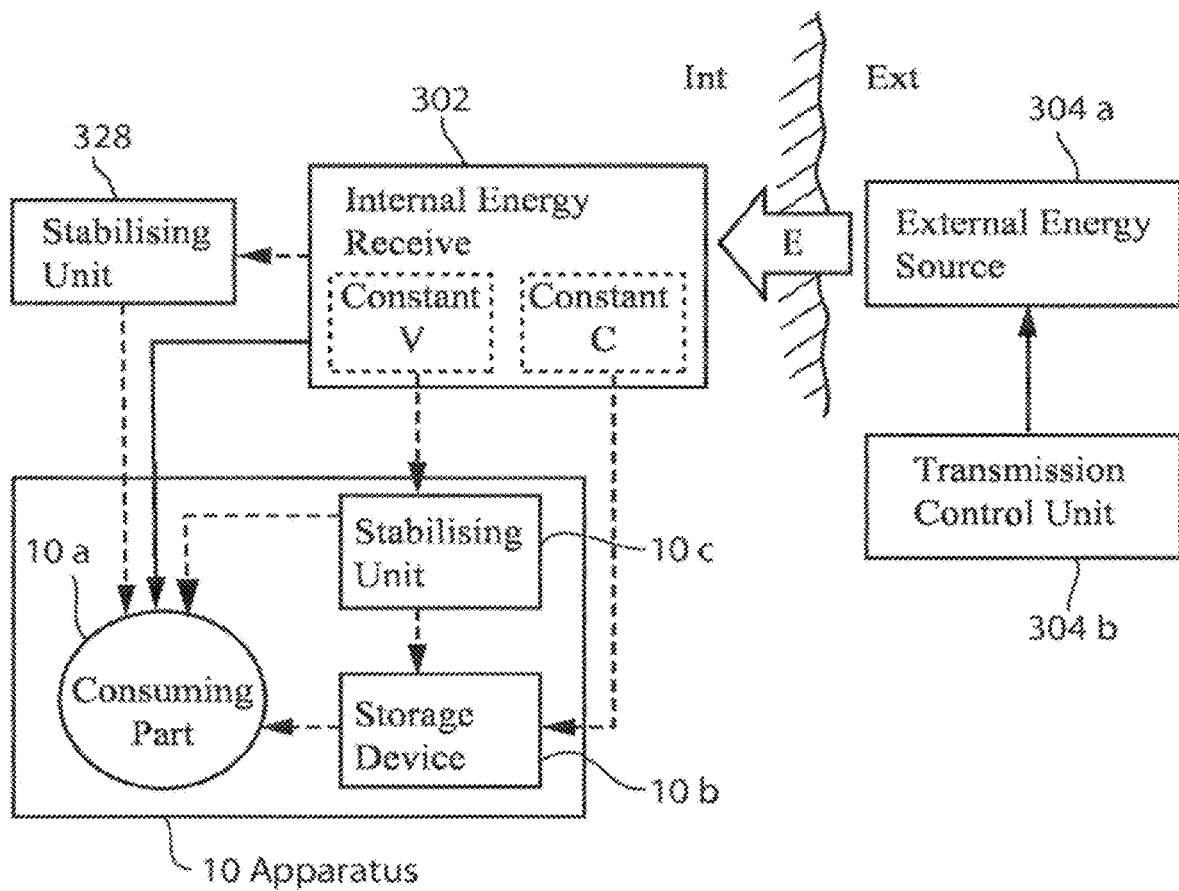 Int
Ext
302
304 a
328
Internal Energy
Receive
External Energy
Source
Stabilising
Unit
E
Constant
V
Constant
C
Transmission
Control Unit
Stabilising
Unit
10 c
10 a
304 b
Consuming
Part
Storage
Device
10 b
10 Apparatus